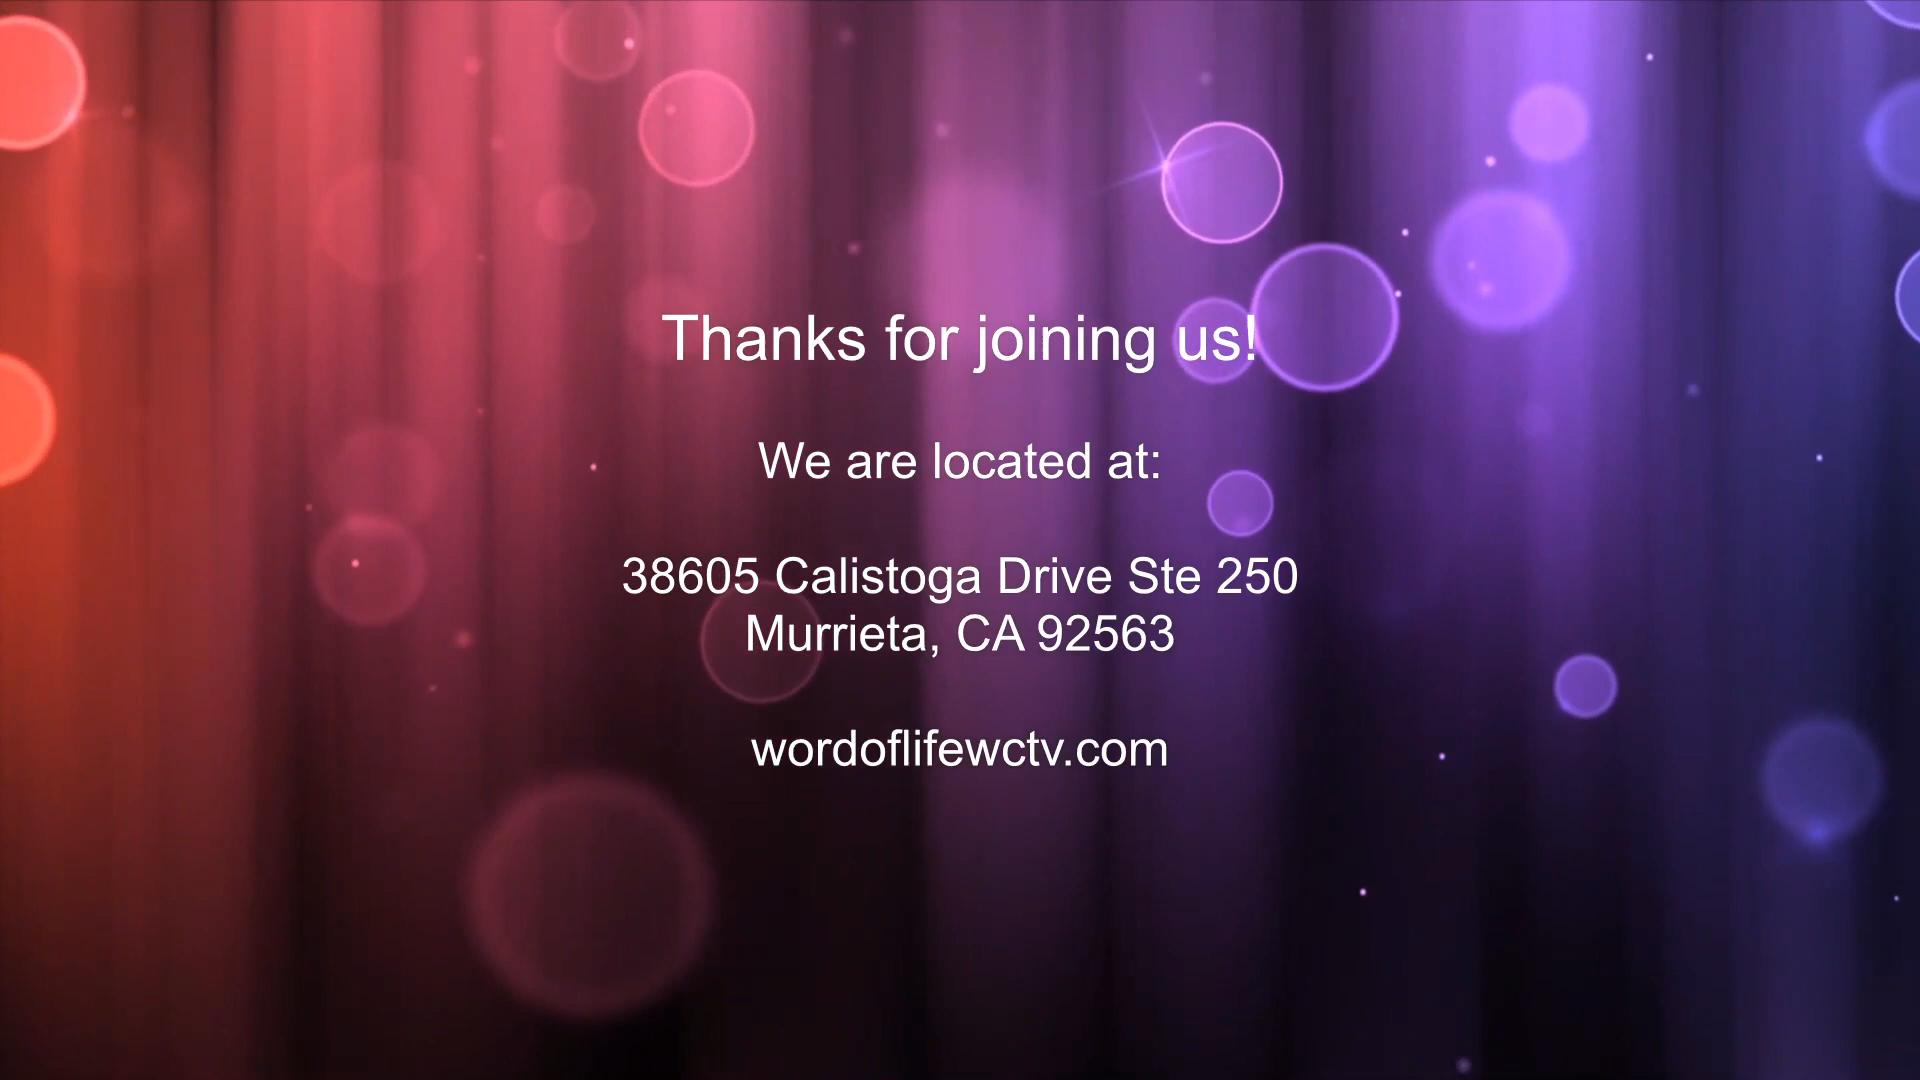 Thanks for joining us!
We are located at:
38605 Calistoga Drive Ste 250
Murrieta, CA 92563
wordoflifewctv.com